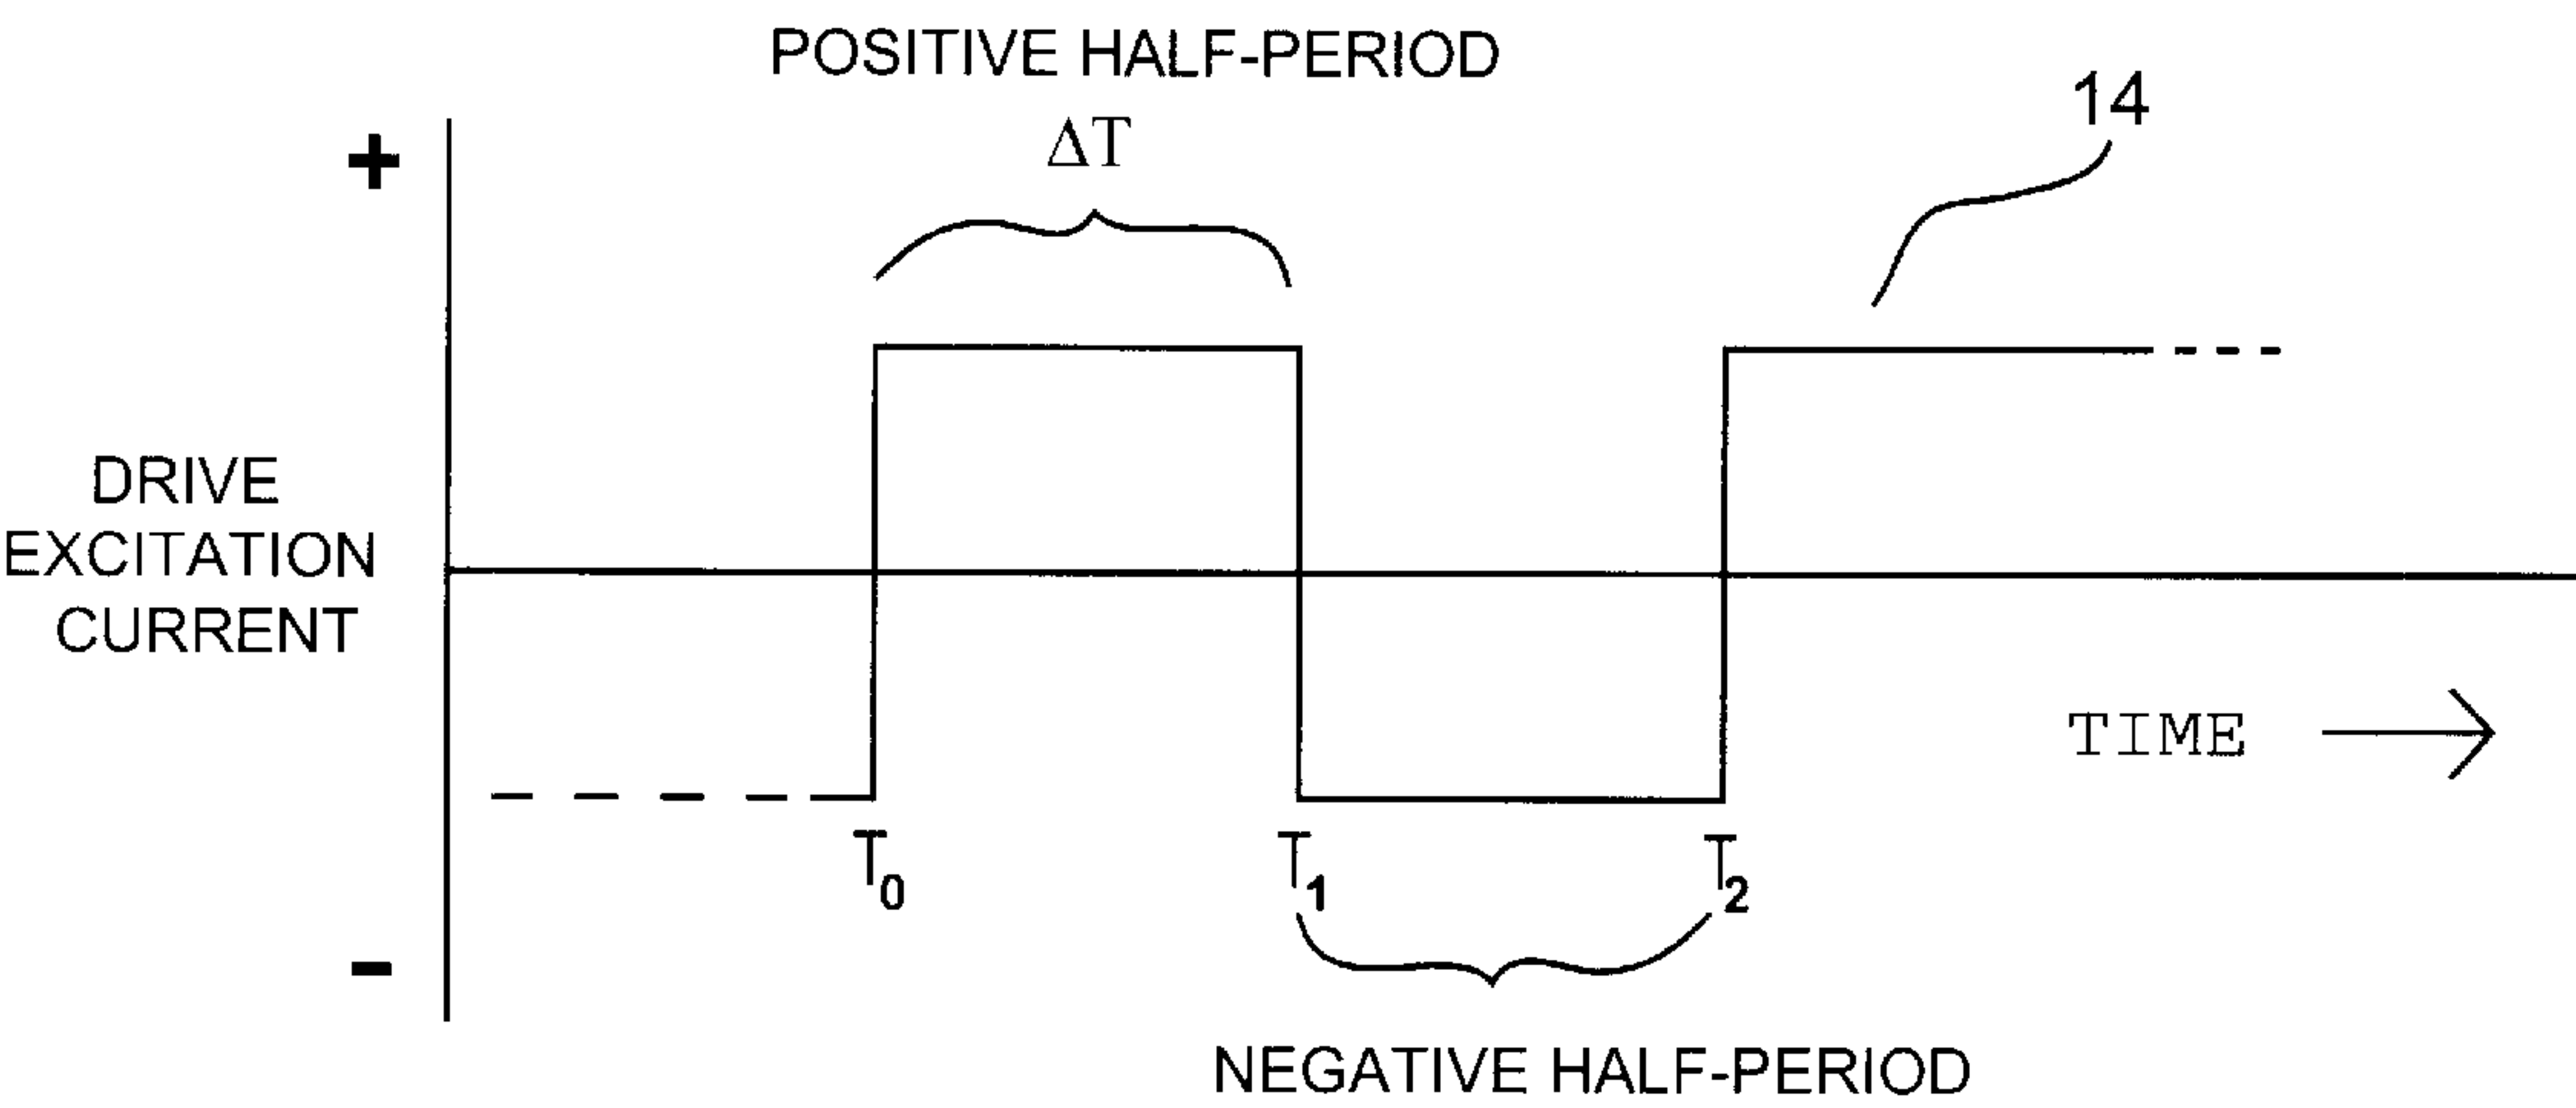 POSITIVE HALF-PERIOD
ΔT
14
+
DRIVE
EXCITATION
CURRENT
TIME
T0
T1
T2
-
NEGATIVE HALF-PERIOD